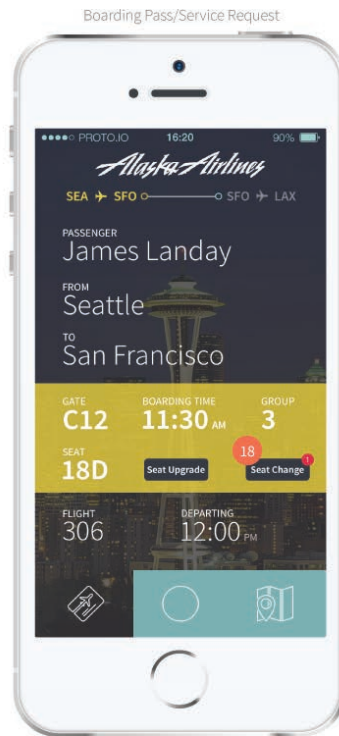 Boarding Pass/Service Request
PROTO.IO 16:20 90%
Alaska Airlines
SEA SFO SFO LAX
PASSENGER
James Landay
FROM
Seattle
TO
San Francisco
GATE BOARDING TIME GROUP
C12 11:30 AM 3
SEAT 18
18D Seat Upgrade Seat Change !
FLIGHT DEPARTING
306 12:00 PM